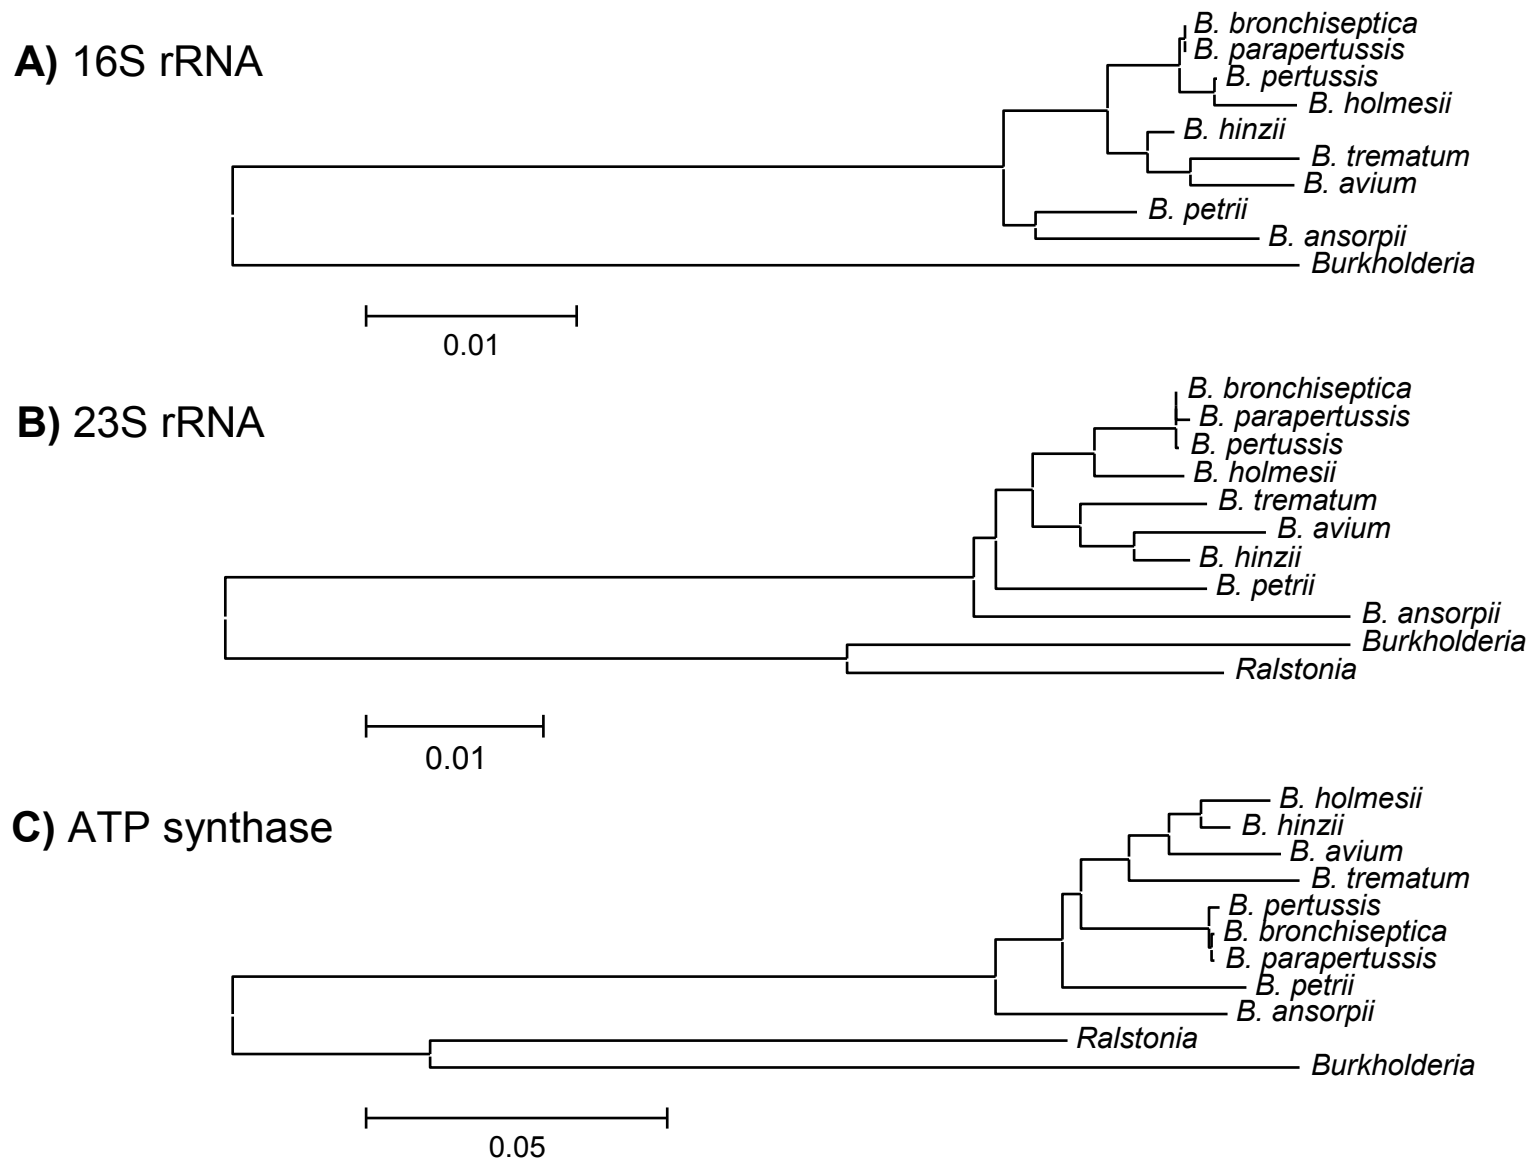 A) 16S rRNA
B. bronchiseptica
B. parapertussis
B. pertussis
B. holmesii
B. hinzii
B. trematum
B. avium
B. petrii
B. ansorpii
Burkholderia
0.01
B) 23S rRNA
B. bronchiseptica
B. parapertussis
B. pertussis
B. holmesii
B. trematum
B. avium
B. hinzii
B. petrii
B. ansorpii
Burkholderia
Ralstonia
0.01
C) ATP synthase
B. holmesii
B. hinzii
B. avium
B. trematum
B. pertussis
B. bronchiseptica
B. parapertussis
B. petrii
B. ansorpii
Ralstonia
Burkholderia
0.05